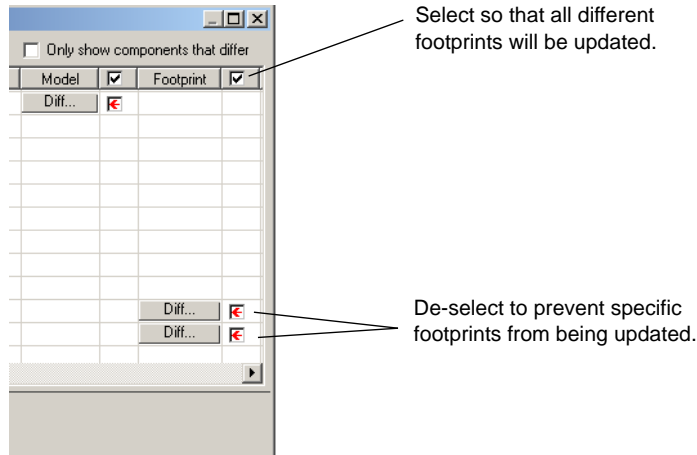 Select so that all different
footprints will be updated.
Only show components that differ
Model Footprint
Diff...
Diff...
Diff...
De-select to prevent specific
footprints from being updated.